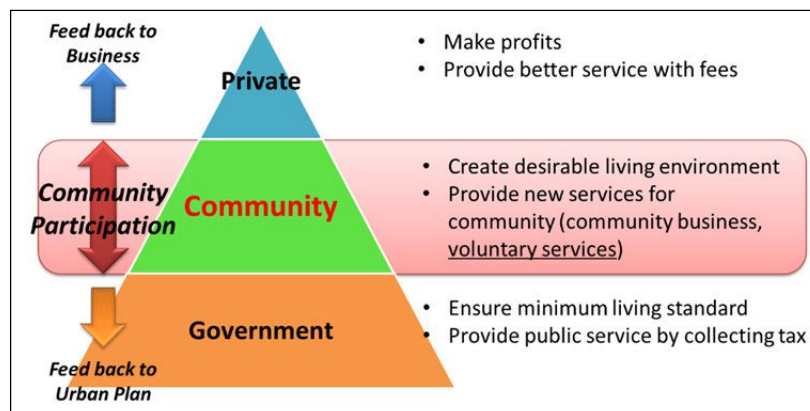 Feed back to
Business
Private
• Make profits
• Provide better service with fees
Community
Participation
Community
• Create desirable living environment
• Provide new services for
community (community business,
voluntary services)
Government
• Ensure minimum living standard
• Provide public service by collecting tax
Feed back to
Urban Plan